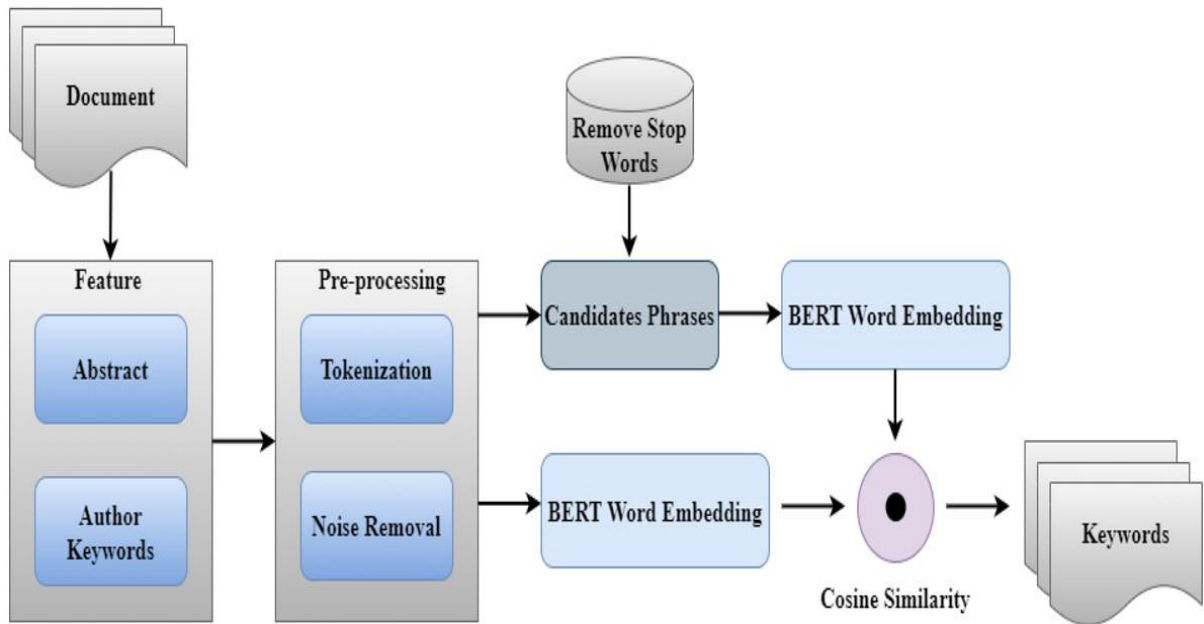 Document
Remove Stop
Words
Feature
Abstract
Author
Keywords
Pre-processing
Tokenization
Noise Removal
Candidates Phrases
BERT Word Embedding
BERT Word Embedding
Cosine Similarity
Keywords